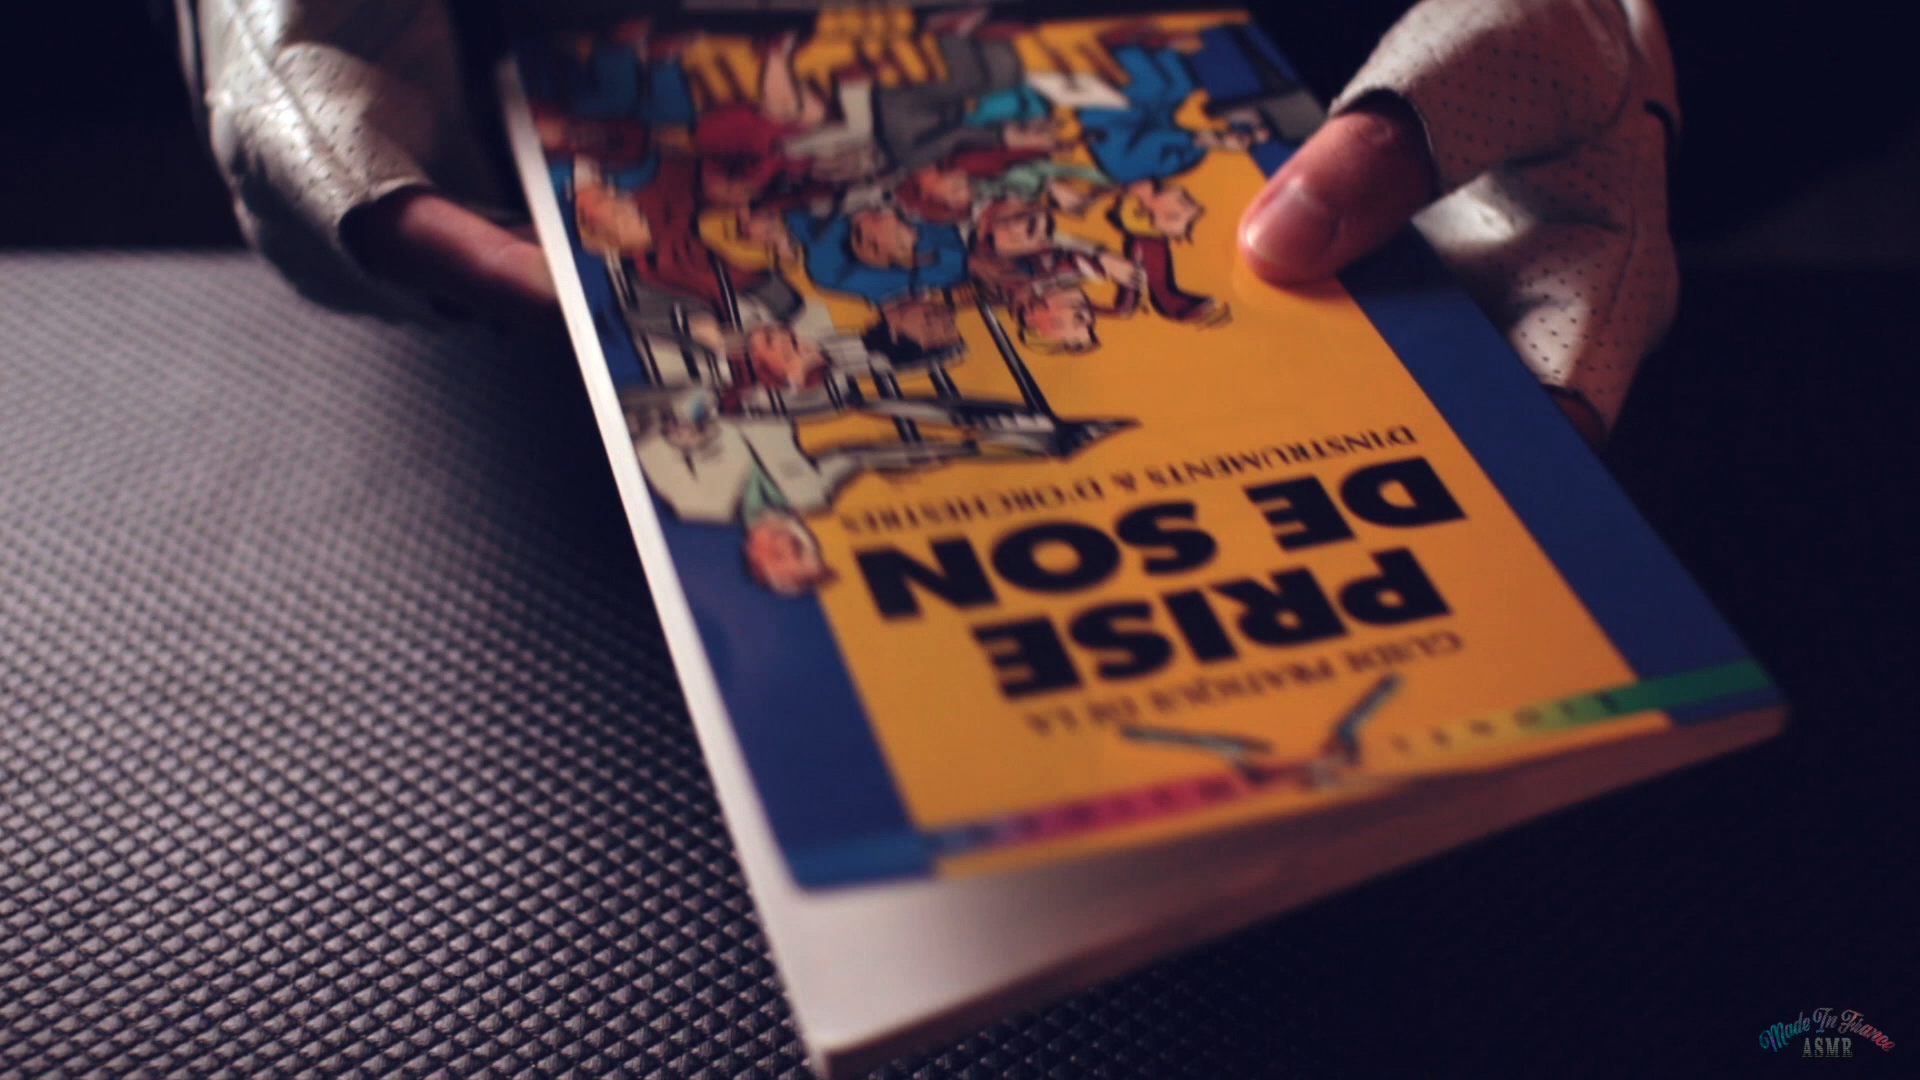 GUIDE PRATIQUE DE LA
PRISE
DE SON
D'INSTRUMENTS & D'ORCHESTRES
Made In France
ASMR